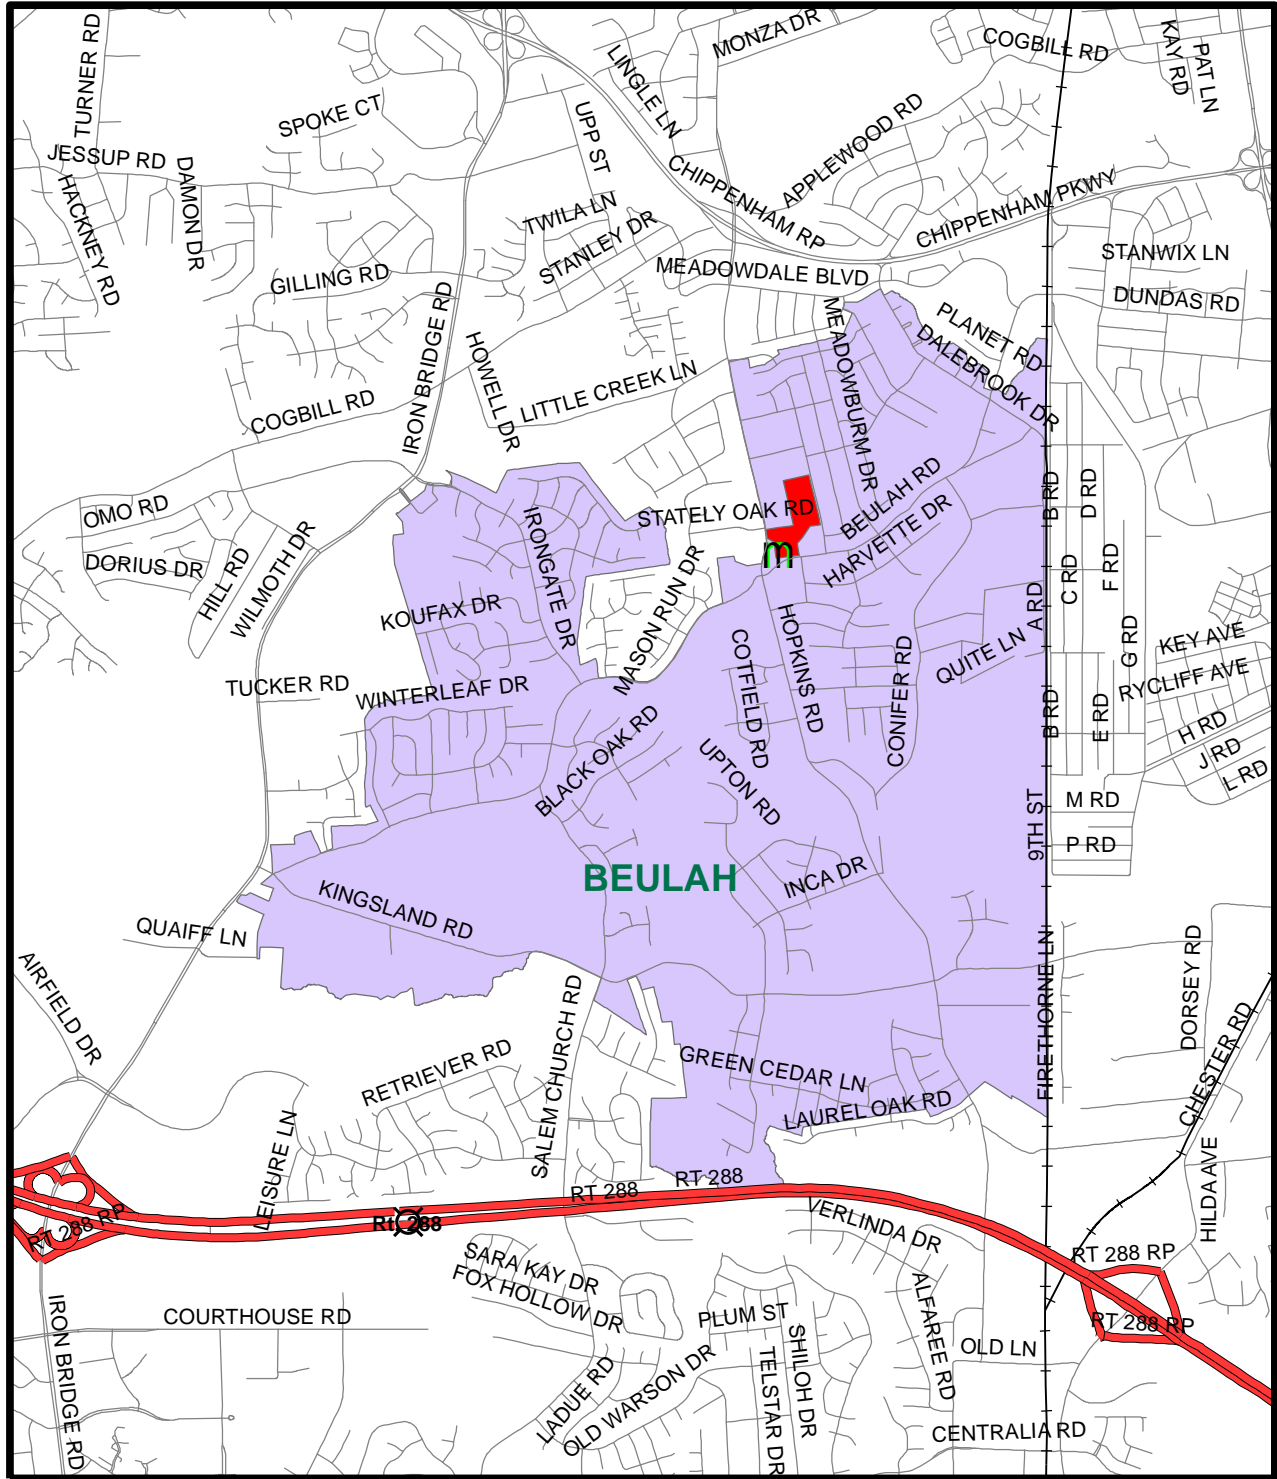 TURNER RD
MONZA DR
COGBILL RD
KAY RD
PAT LN
LINGLE LN
SPOKE CT
UPP ST
APPLEWOOD RD
JESSUP RD
DAMON DR
HACKNEY RD
CHIPPENHAM RP
CHIPPENHAM PKWY
TWILA LN
STANLEY DR
STANWIX LN
GILLING RD
MEADOWDALE BLVD
DUNDAS RD
IRON BRIDGE RD
PLANET RD
DALEBROOK DR
MEADOWBURM DR
HOWELL DR
LITTLE CREEK LN
COGBILL RD
OMO RD
STATELY OAK RD
BEULAH RD
HARVETTE DR
B RD
D RD
IRONGATE DR
m
DORIUS DR
HILL RD
WILMOTH DR
MASON RUN DR
C RD
F RD
A RD
KOUFAX DR
HOPKINS RD
COTFIELD RD
CONIFER RD
QUITE LN
G RD
KEY AVE
RYCLIFF AVE
TUCKER RD
WINTERLEAF DR
B RD
E RD
H RD
J RD
L RD
BLACK OAK RD
UPTON RD
M RD
9TH ST
P RD
BEULAH
INCA DR
KINGSLAND RD
QUAIFF LN
AIRFIELD DR
FIRETHORNE LN
DORSEY RD
SALEM CHURCH RD
CHESTER RD
RETRIEVER RD
GREEN CEDAR LN
LAUREL OAK RD
LEISURE LN
HILDA AVE
RT 288
RT 288
RT 288 RP
Rt. 288
VERLINDA DR
RT 288 RP
SARA KAY DR
FOX HOLLOW DR
ALFAREE RD
COURTHOUSE RD
IRON BRIDGE RD
PLUM ST
SHILOH DR
RT 288 RP
OLD LN
LADUE RD
OLD WARSON DR
TELSTAR DR
CENTRALIA RD